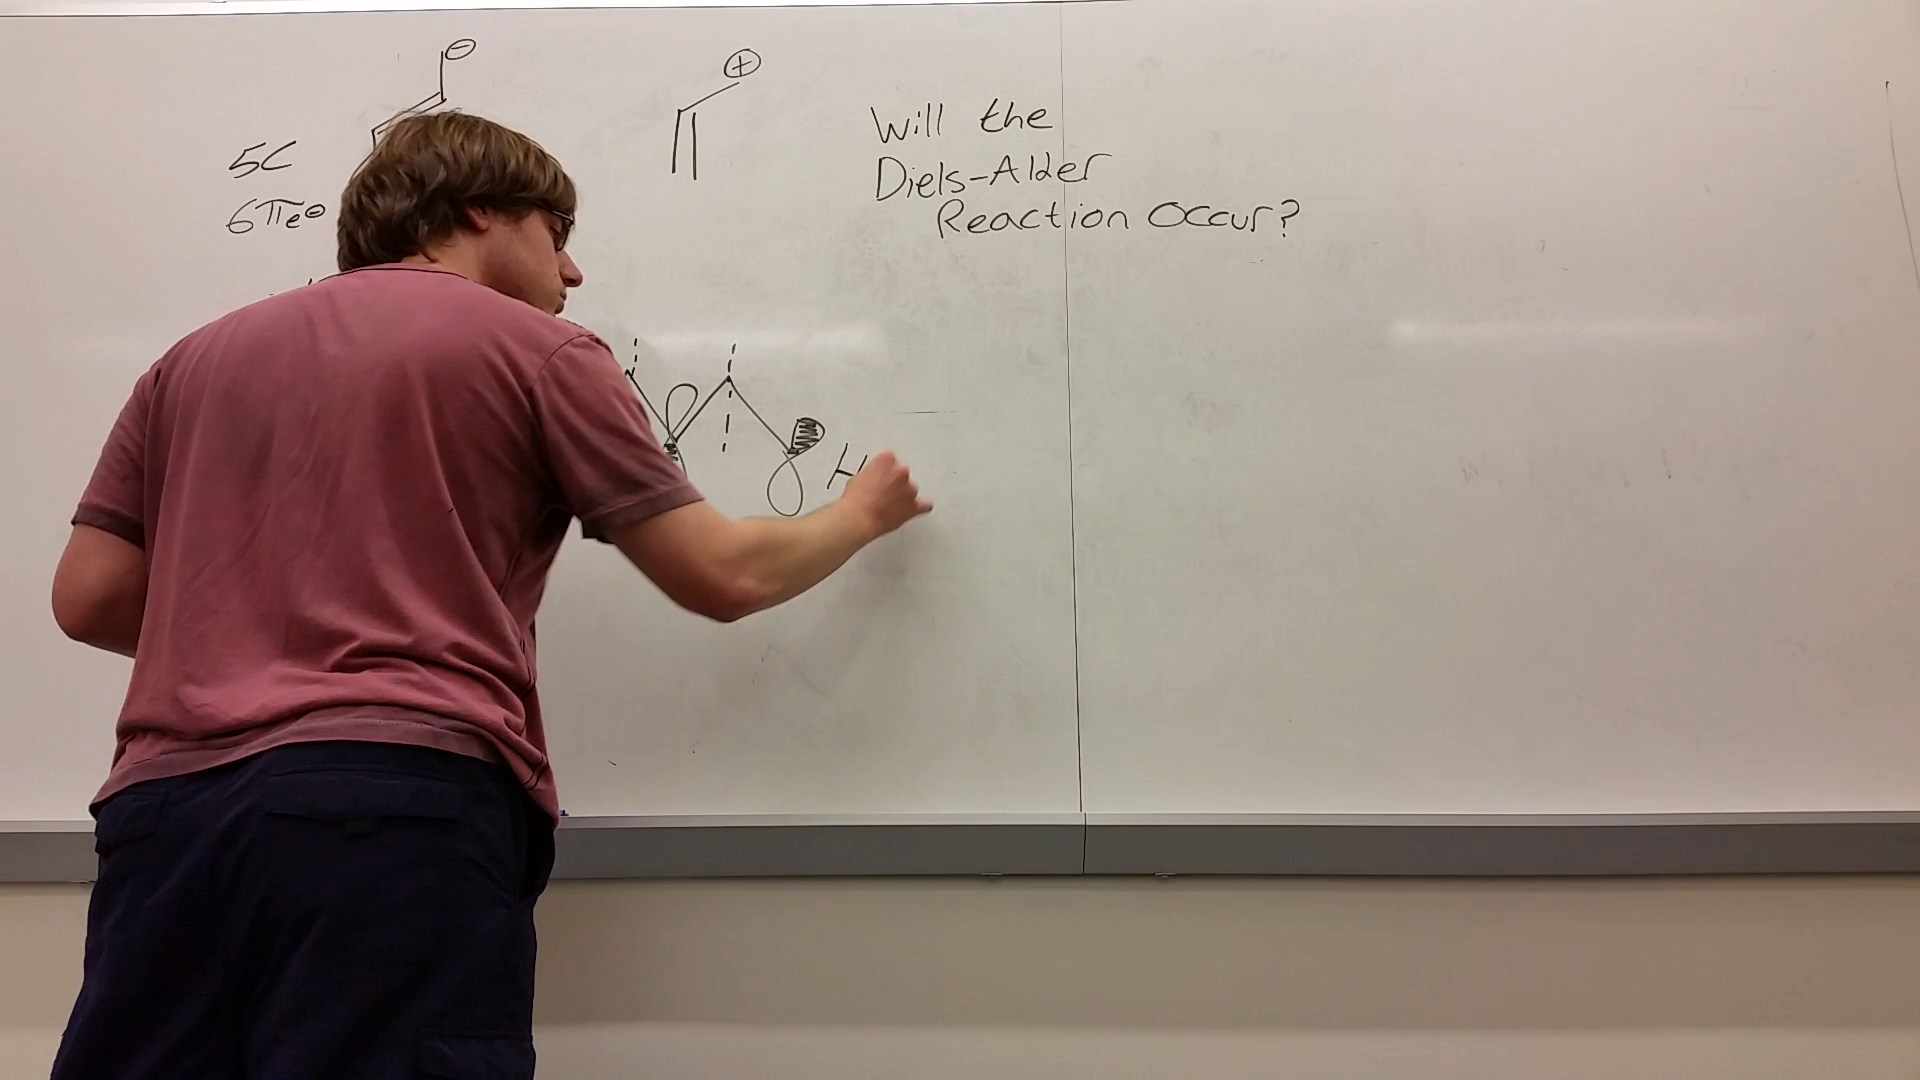 ⊖
⊕
5C
6πe⊖
Will the
Diels-Alder
Reaction Occur?
H